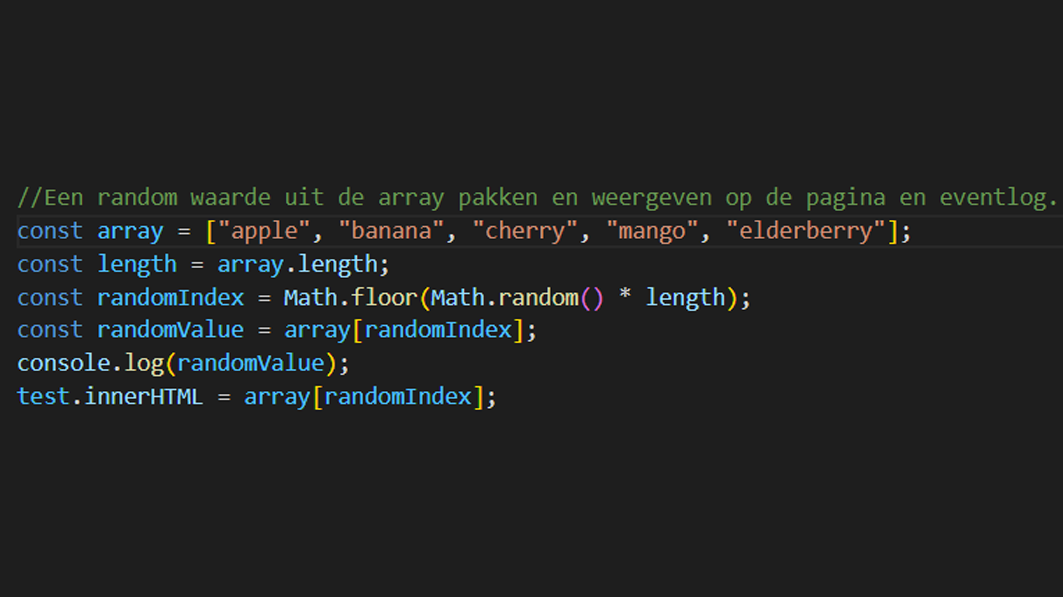 //Een random waarde uit de array pakken en weergeven op de pagina en eventlog.
const array = ["apple", "banana", "cherry", "mango", "elderberry"];
const length = array.length;
const randomIndex = Math.floor(Math.random() * length);
const randomValue = array[randomIndex];
console.log(randomValue);
test.innerHTML = array[randomIndex];